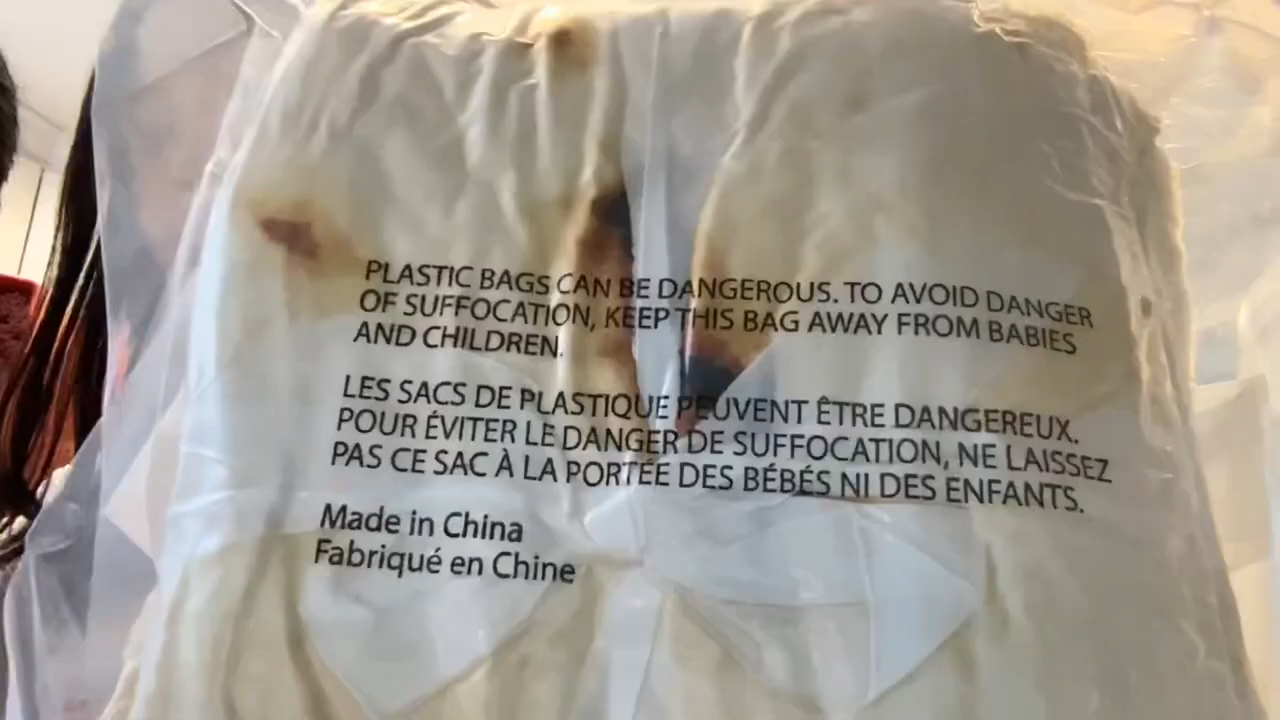 PLASTIC BAGS CAN BE DANGEROUS. TO AVOID DANGER
OF SUFFOCATION, KEEP THIS BAG AWAY FROM BABIES
AND CHILDREN.
LES SACS DE PLASTIQUE PEUVENT ÊTRE DANGEREUX.
POUR ÉVITER LE DANGER DE SUFFOCATION, NE LAISSEZ
PAS CE SAC À LA PORTÉE DES BÉBÉS NI DES ENFANTS.
Made in China
Fabriqué en Chine